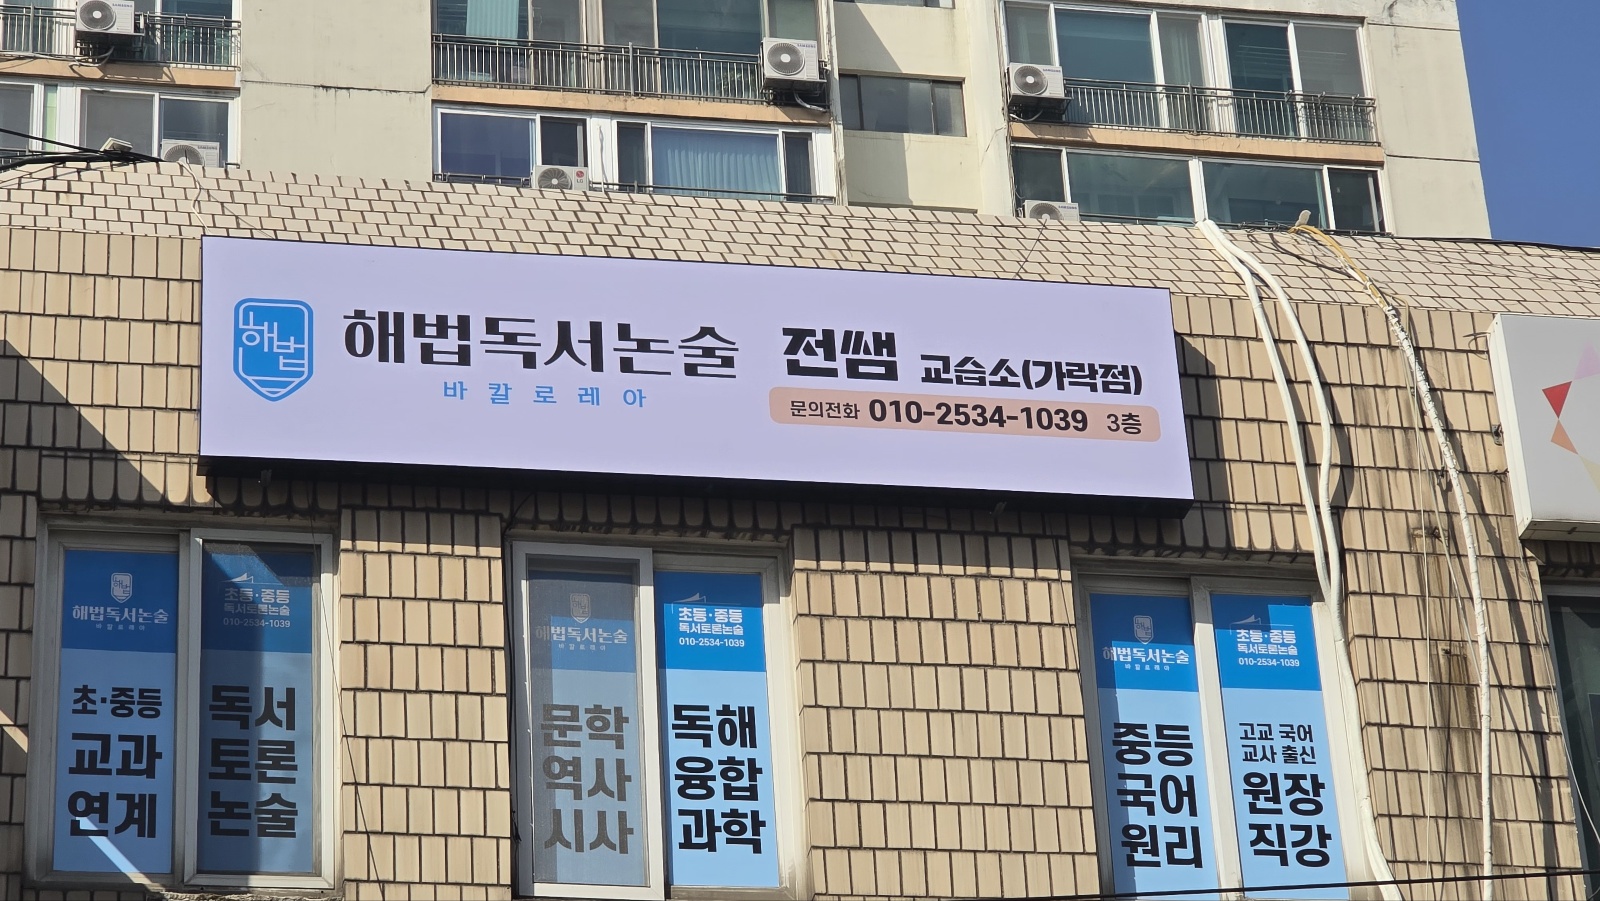 해법
해법독서논술
바칼로레아
전쌤 교습소(가락점)
문의전화 010-2534-1039 3층
해법
해법독서논술
바칼로레아
초·중등
교과
연계
초등·중등
독서토론논술
010-2534-1039
독서
토론
논술
해법
해법독서논술
바칼로레아
문학
역사
시사
초등·중등
독서토론논술
010-2534-1039
독해
융합
과학
해법
해법독서논술
바칼로레아
중등
국어
원리
초등·중등
독서토론논술
010-2534-1039
고교 국어
교사 출신
원장
직강